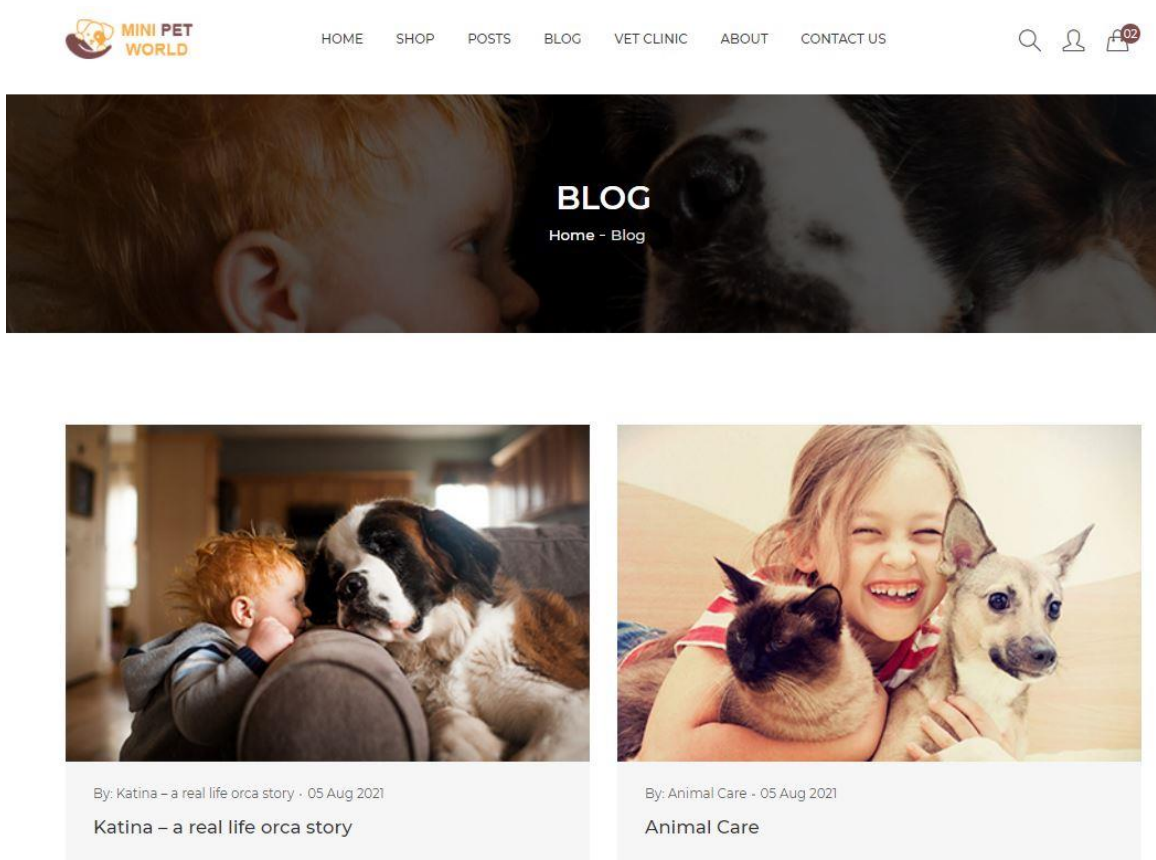 MINI PET
WORLD
HOME SHOP POSTS BLOG VET CLINIC ABOUT CONTACT US
02
BLOG
Home - Blog
By: Katina – a real life orca story - 05 Aug 2021
Katina – a real life orca story
By: Animal Care - 05 Aug 2021
Animal Care